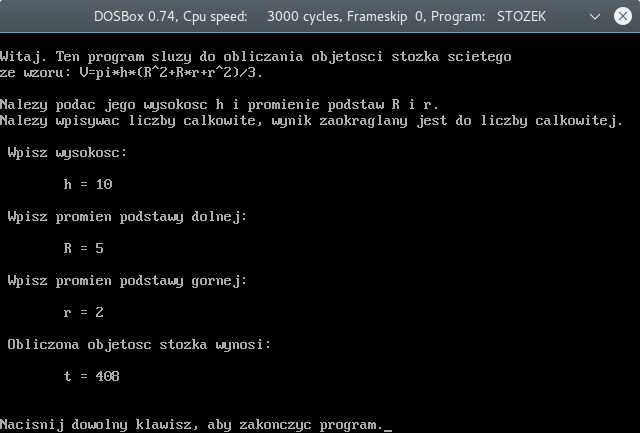 DOSBox 0.74, Cpu speed:    3000 cycles, Frameskip  0, Program:   STOZEK
Witaj. Ten program sluzy do obliczania objetosci stozka scietego
ze wzoru: V=pi*h*(R^2+R*r+r^2)/3.
Nalezy podac jego wysokosc h i promienie podstaw R i r.
Nalezy wpisywac liczby calkowite, wynik zaokraglany jest do liczby calkowitej.
Wpisz wysokosc:
h = 10
Wpisz promien podstawy dolnej:
R = 5
Wpisz promien podstawy gornej:
r = 2
Obliczona objetosc stozka wynosi:
t = 408
Nacisnij dowolny klawisz, aby zakonczyc program._